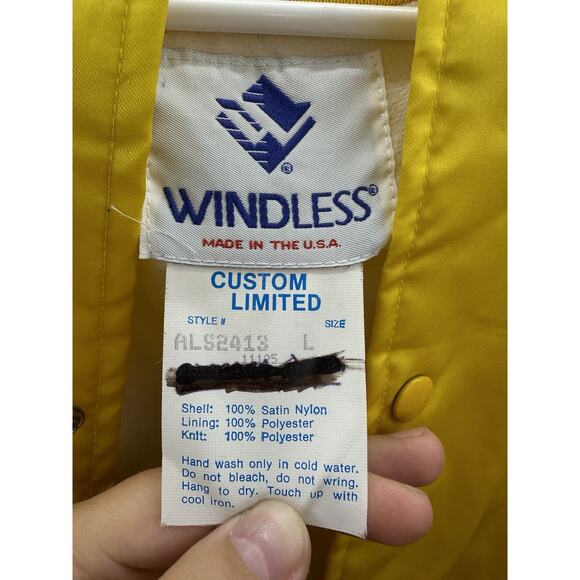 WINDLESS®
MADE IN THE U.S.A.
CUSTOM
LIMITED
STYLE # SIZE
ALS2413 L
Shell: 100% Satin Nylon
Lining: 100% Polyester
Knit: 100% Polyester
Hand wash only in cold water.
Do not bleach, do not wring.
Hang to dry. Touch up with
cool iron.